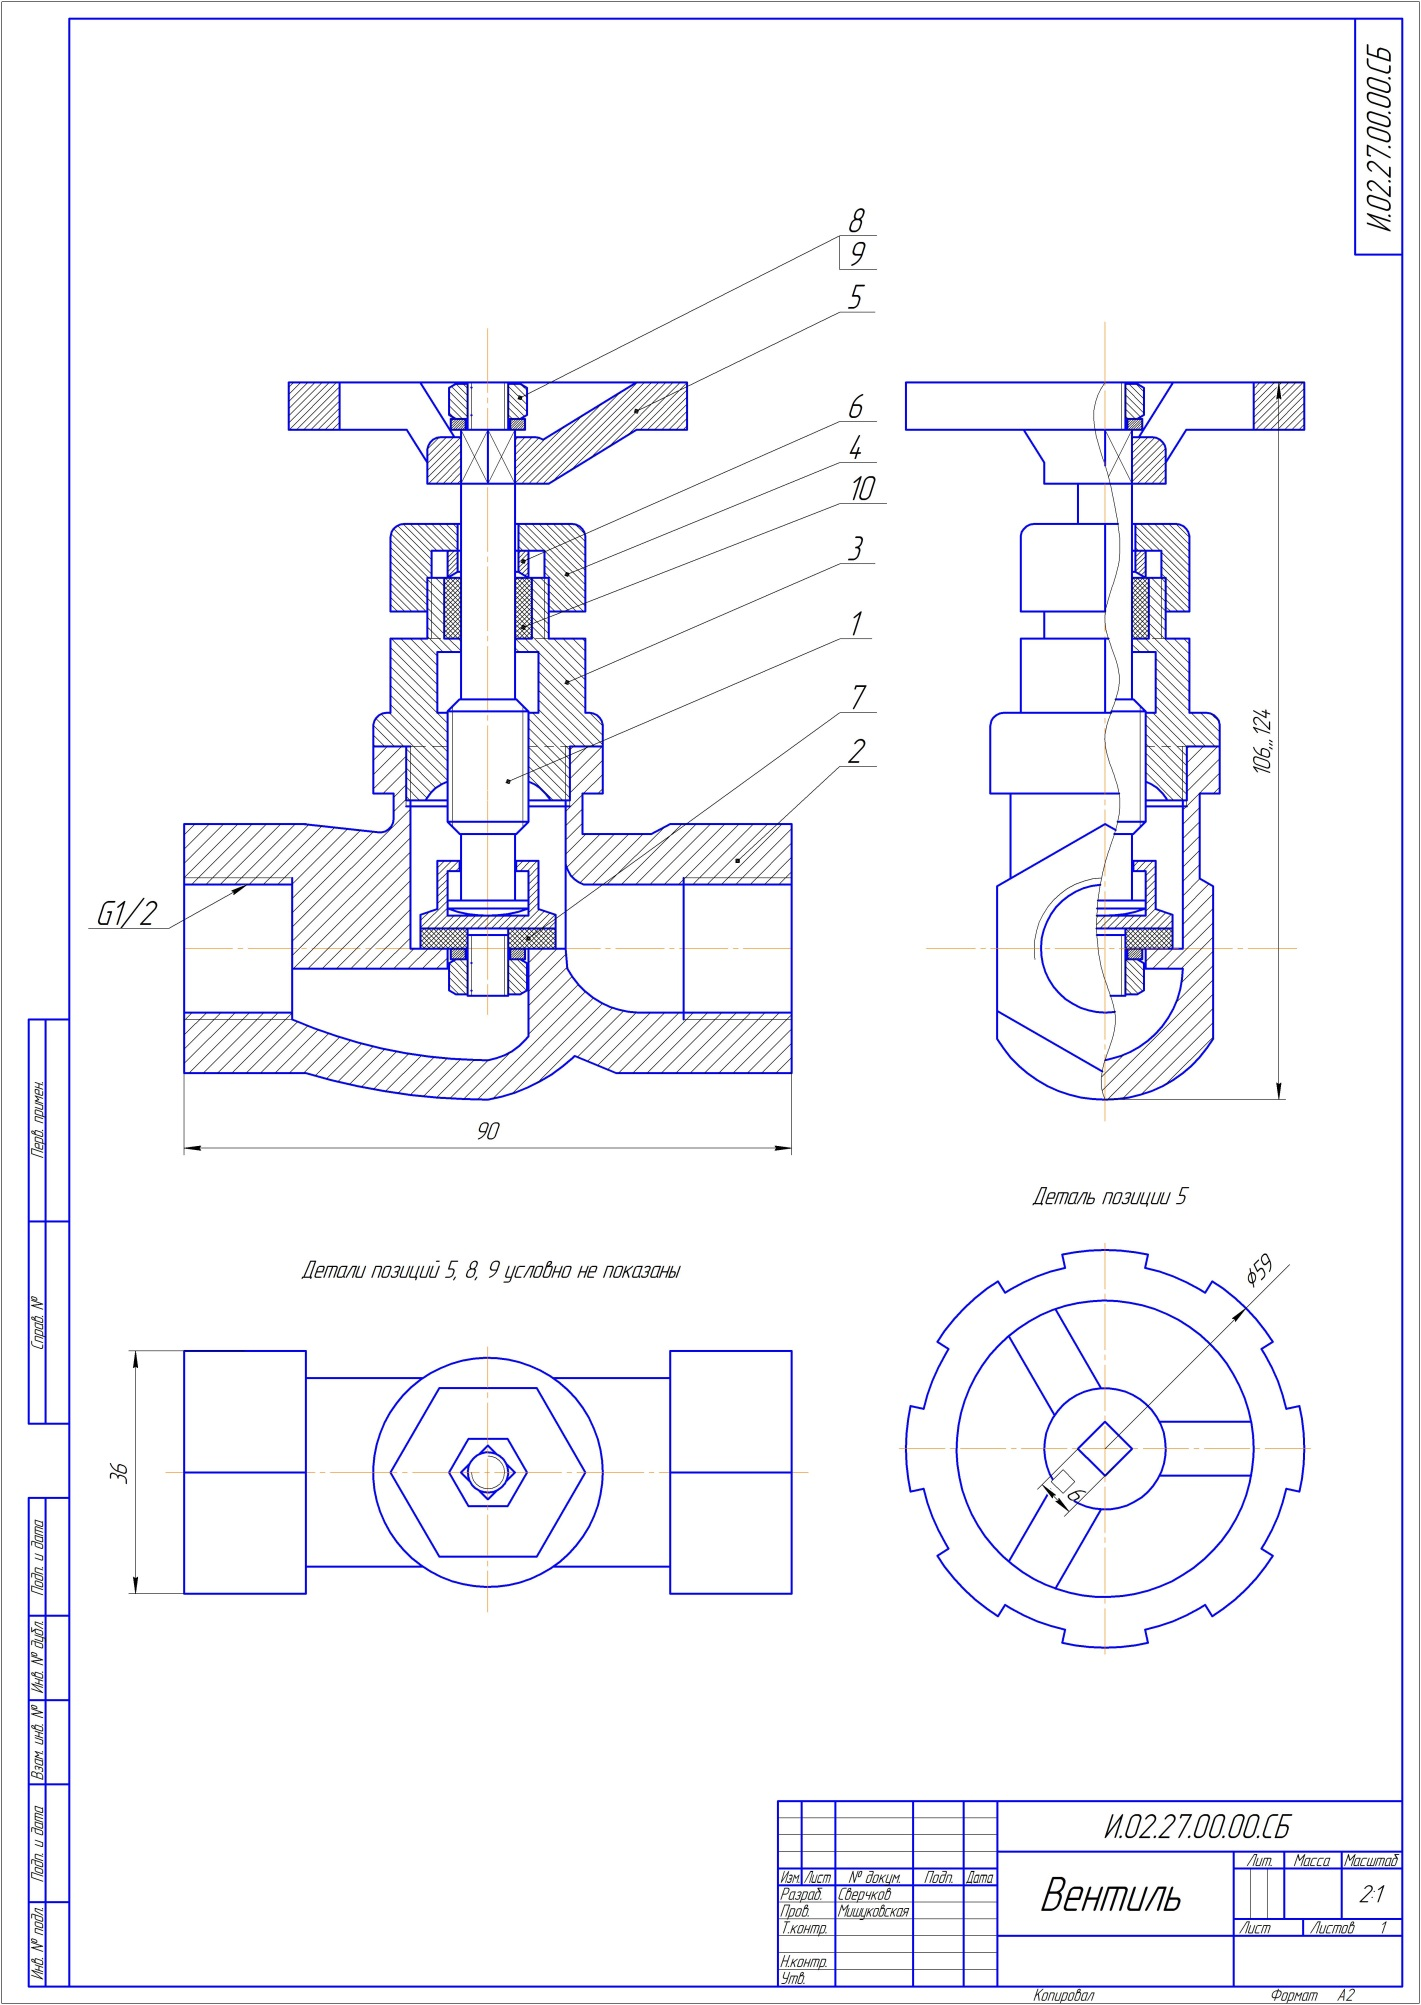 И.02.27.00.00.СБ
8
9
5
6
4
10
3
1
7
2
G1/2
90
106...124
Деталь позиции 5
Детали позиций 5, 8, 9 условно не показаны
36
ϕ59
□6
Перв. примен.
Справ. №
Подп. и дата
Инв. № дубл.
Взам. инв. №
Подп. и дата
Инв. № подл.
И.02.27.00.00.СБ
Изм. Лист № докум. Подп. Дата
Разраб. Сверчков
Пров. Мишуковская
Т.контр.
Н.контр.
Утв.
Вентиль
Лит. Масса Масштаб
2:1
Лист Листов 1
Копировал Формат А2